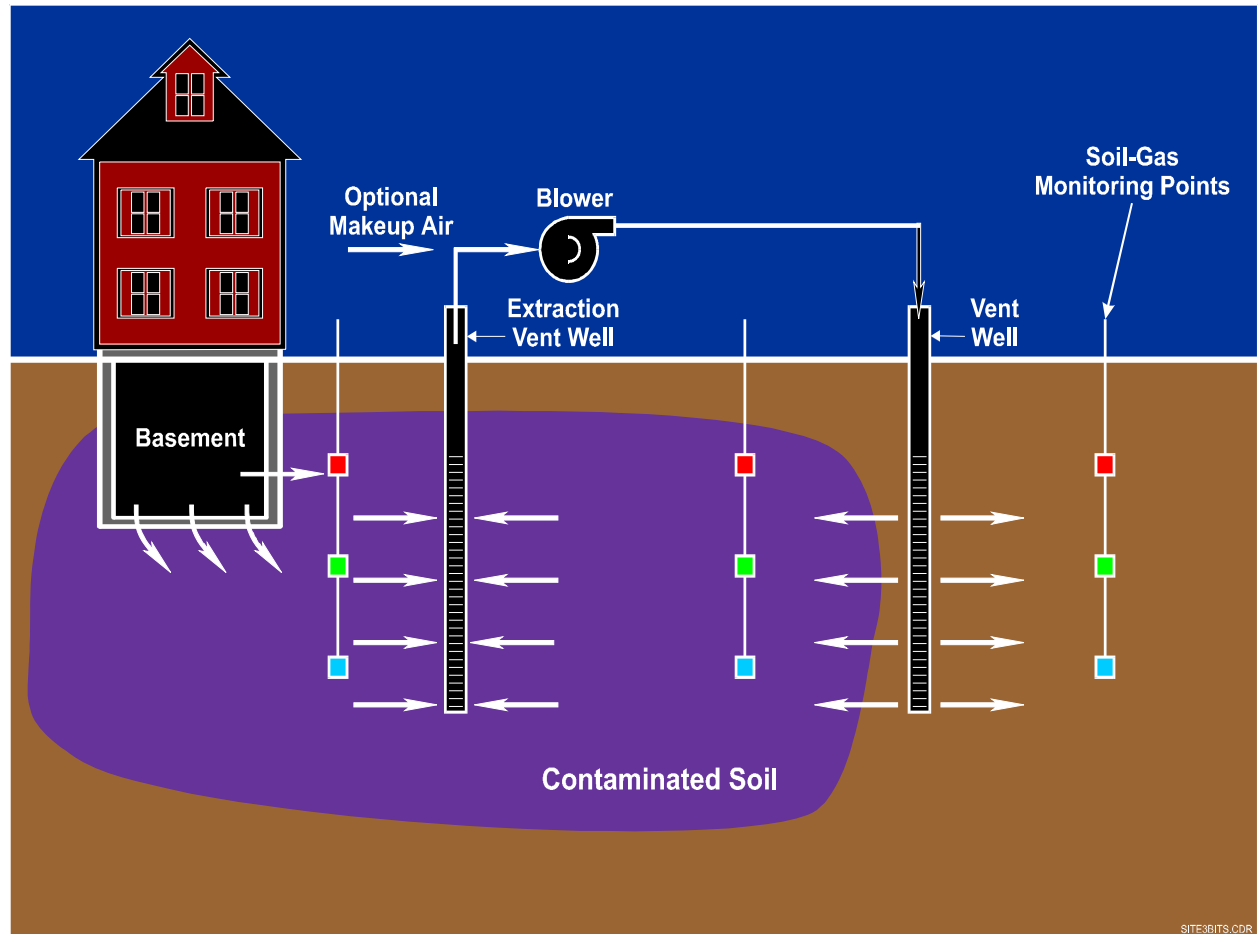 Soil-Gas
Monitoring Points
Optional
Makeup Air
Blower
Extraction
Vent Well
Vent
Well
Basement
Contaminated Soil
SITE3BITS.CDR